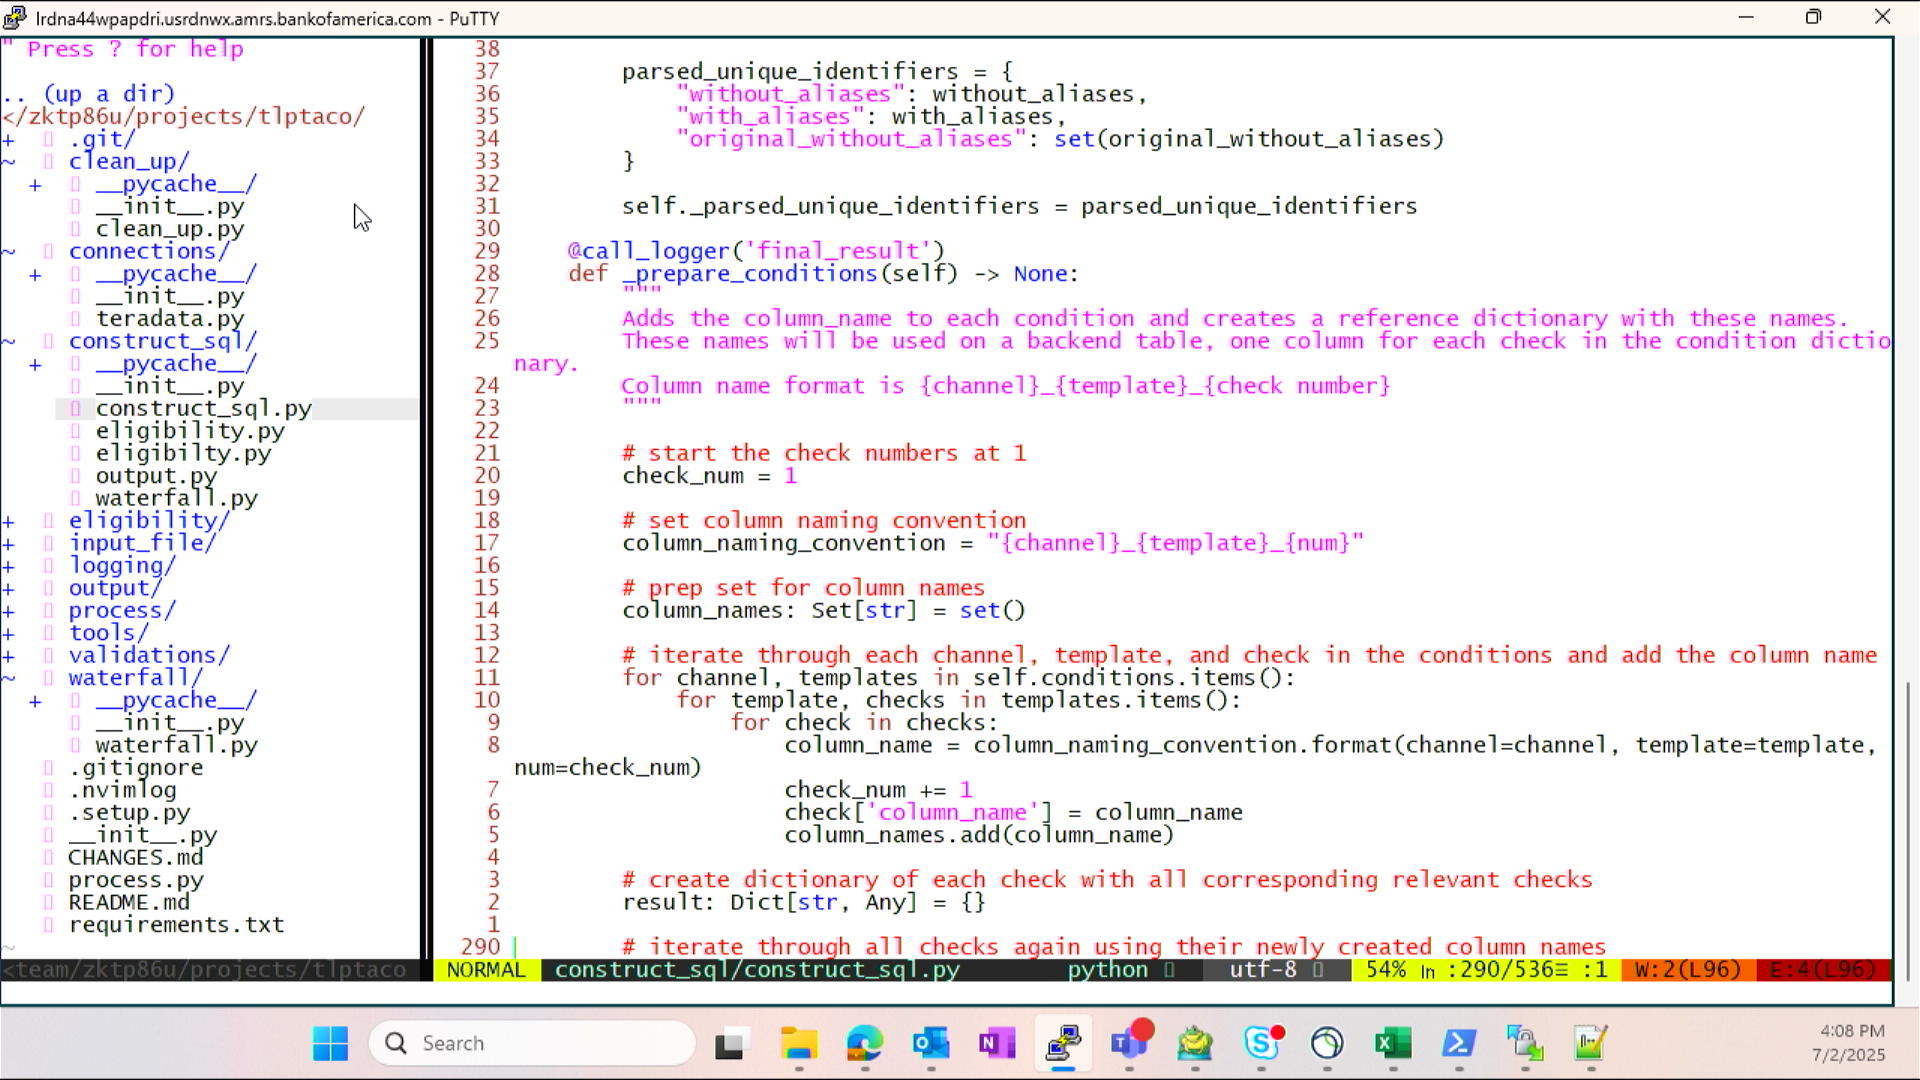 lrdna44wpapdri.usrdnwx.amrs.bankofamerica.com - PuTTY
" Press ? for help
.. (up a dir)
</zktp86u/projects/tlptaco/
+ .git/
~ clean_up/
+ __pycache__/
__init__.py
clean_up.py
~ connections/
+ __pycache__/
__init__.py
teradata.py
~ construct_sql/
+ __pycache__/
__init__.py
construct_sql.py
eligibility.py
eligibilty.py
output.py
waterfall.py
+ eligibility/
+ input_file/
+ logging/
+ output/
+ process/
+ tools/
+ validations/
~ waterfall/
+ __pycache__/
__init__.py
waterfall.py
.gitignore
.nvimlog
.setup.py
__init__.py
CHANGES.md
process.py
README.md
requirements.txt
~
<team/zktp86u/projects/tlptaco
38
37 parsed_unique_identifiers = {
36 "without_aliases": without_aliases,
35 "with_aliases": with_aliases,
34 "original_without_aliases": set(original_without_aliases)
33 }
32
31 self._parsed_unique_identifiers = parsed_unique_identifiers
30
29 @call_logger('final_result')
28 def _prepare_conditions(self) -> None:
27 """
26 Adds the column_name to each condition and creates a reference dictionary with these names.
25 These names will be used on a backend table, one column for each check in the condition dictio
nary.
24 Column name format is {channel}_{template}_{check number}
23 """
22
21 # start the check numbers at 1
20 check_num = 1
19
18 # set column naming convention
17 column_naming_convention = "{channel}_{template}_{num}"
16
15 # prep set for column names
14 column_names: Set[str] = set()
13
12 # iterate through each channel, template, and check in the conditions and add the column name
11 for channel, templates in self.conditions.items():
10 for template, checks in templates.items():
9 for check in checks:
8 column_name = column_naming_convention.format(channel=channel, template=template,
num=check_num)
7 check_num += 1
6 check['column_name'] = column_name
5 column_names.add(column_name)
4
3 # create dictionary of each check with all corresponding relevant checks
2 result: Dict[str, Any] = {}
1
290 # iterate through all checks again using their newly created column names
NORMAL construct_sql/construct_sql.py python utf-8 54% ln :290/536≡ :1 W:2(L96) E:4(L96)
Search
4:08 PM
7/2/2025